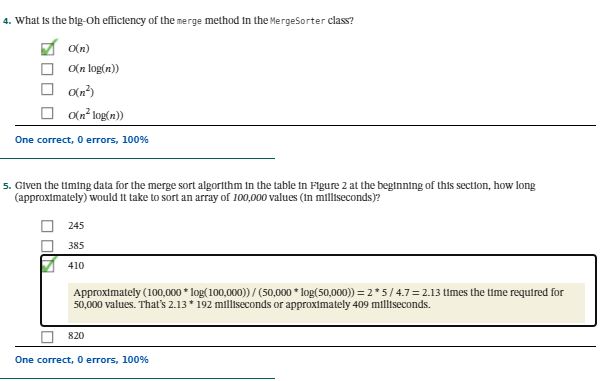 4. What is the big-Oh efficiency of the merge method in the MergeSorter class?
O(n)
O(n log(n))
O(n²)
O(n² log(n))
One correct, 0 errors, 100%
5. Given the timing data for the merge sort algorithm in the table in Figure 2 at the beginning of this section, how long
(approximately) would it take to sort an array of 100,000 values (in milliseconds)?
245
385
410
Approximately (100,000 * log(100,000)) / (50,000 * log(50,000)) = 2 * 5 / 4.7 = 2.13 times the time required for
50,000 values. That's 2.13 * 192 milliseconds or approximately 409 milliseconds.
820
One correct, 0 errors, 100%